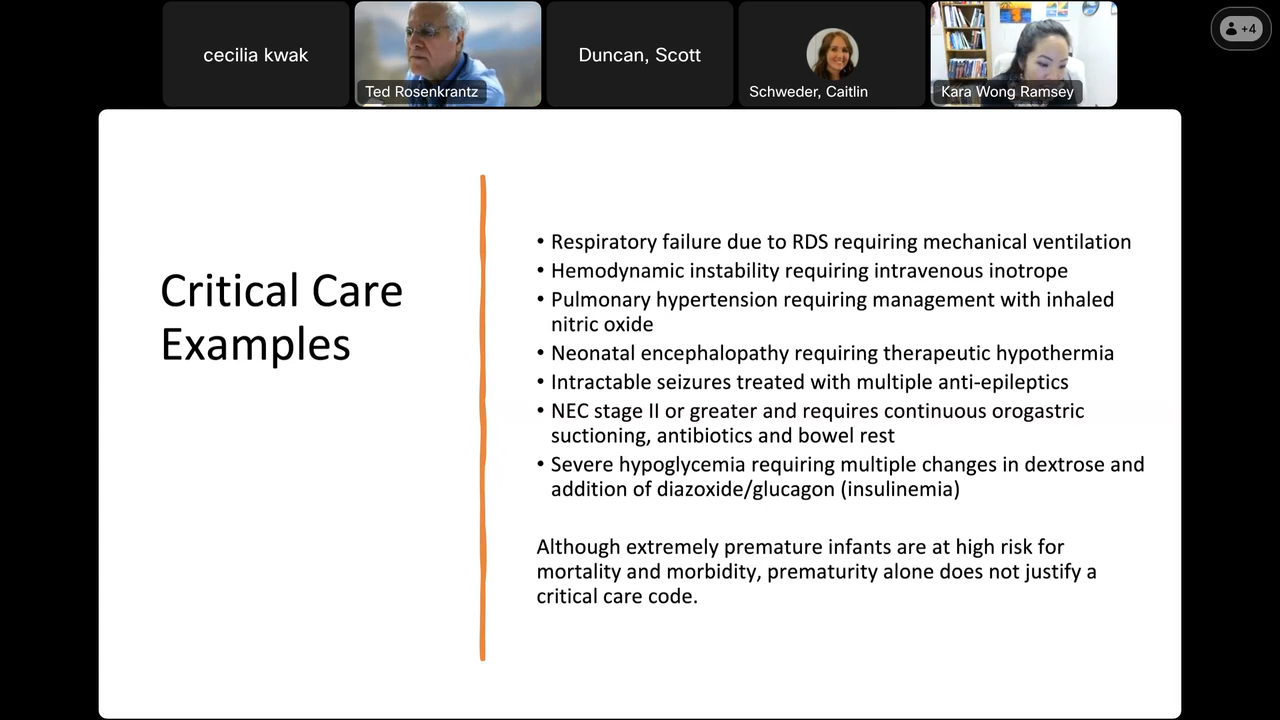 cecilia kwak
Ted Rosenkrantz
Duncan, Scott
Schweder, Caitlin
Kara Wong Ramsey
+4
Critical Care
Examples
• Respiratory failure due to RDS requiring mechanical ventilation
• Hemodynamic instability requiring intravenous inotrope
• Pulmonary hypertension requiring management with inhaled
nitric oxide
• Neonatal encephalopathy requiring therapeutic hypothermia
• Intractable seizures treated with multiple anti-epileptics
• NEC stage II or greater and requires continuous orogastric
suctioning, antibiotics and bowel rest
• Severe hypoglycemia requiring multiple changes in dextrose and
addition of diazoxide/glucagon (insulinemia)
Although extremely premature infants are at high risk for
mortality and morbidity, prematurity alone does not justify a
critical care code.